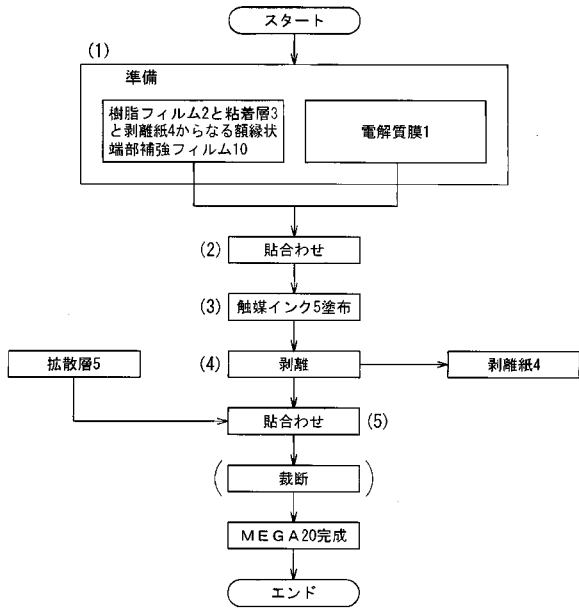 スタート
(1)
準備
樹脂フィルム2と粘着層3
と剥離紙4からなる額縁状
端部補強フィルム10
電解質膜1
(2)
貼合わせ
(3)
触媒インク5塗布
拡散層5
(4)
剥離
剥離紙4
貼合わせ
(5)
(裁断)
MEGA20完成
エンド